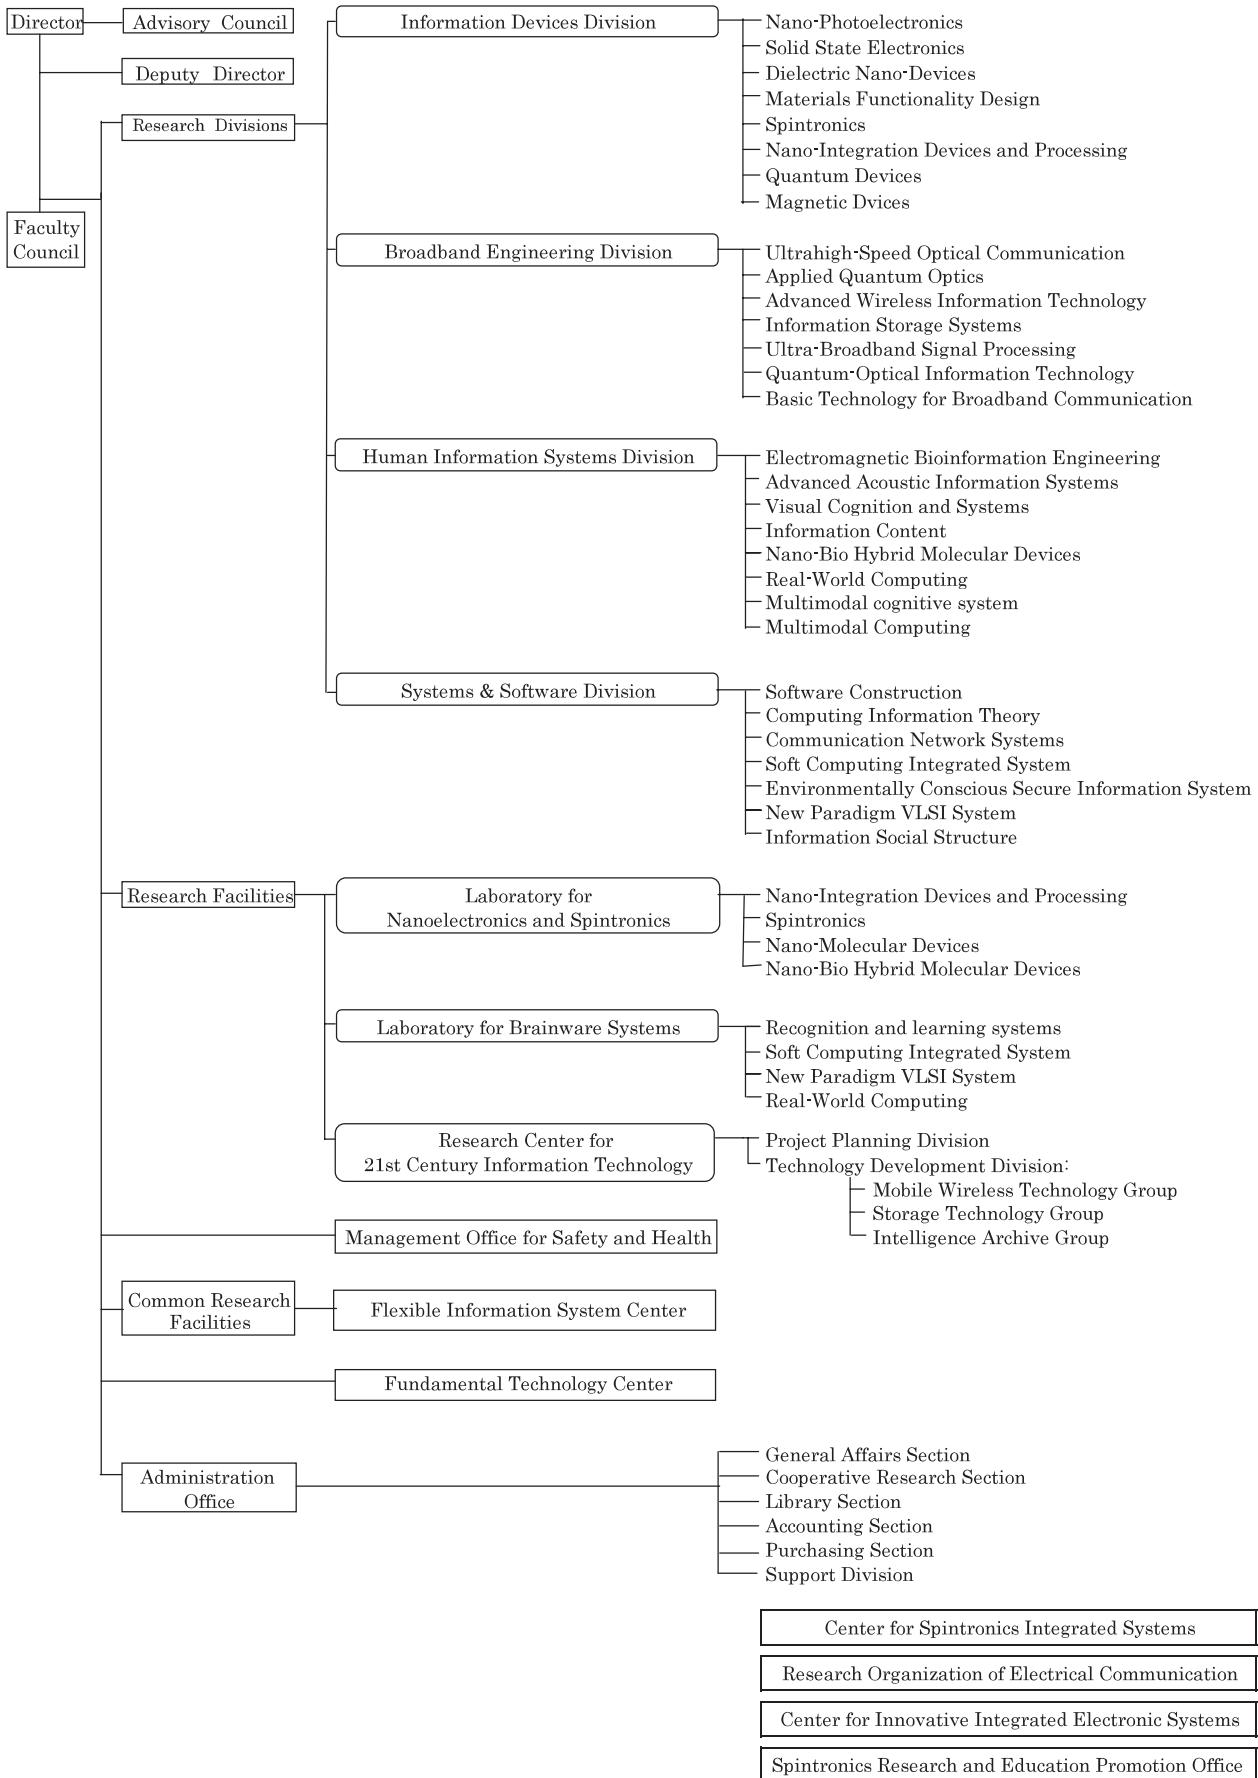 Director
Advisory Council
Deputy Director
Research Divisions
Faculty
Council
Information Devices Division
Nano-Photoelectronics
Solid State Electronics
Dielectric Nano-Devices
Materials Functionality Design
Spintronics
Nano-Integration Devices and Processing
Quantum Devices
Magnetic Dvices
Broadband Engineering Division
Ultrahigh-Speed Optical Communication
Applied Quantum Optics
Advanced Wireless Information Technology
Information Storage Systems
Ultra-Broadband Signal Processing
Quantum-Optical Information Technology
Basic Technology for Broadband Communication
Human Information Systems Division
Electromagnetic Bioinformation Engineering
Advanced Acoustic Information Systems
Visual Cognition and Systems
Information Content
Nano-Bio Hybrid Molecular Devices
Real-World Computing
Multimodal cognitive system
Multimodal Computing
Systems & Software Division
Software Construction
Computing Information Theory
Communication Network Systems
Soft Computing Integrated System
Environmentally Conscious Secure Information System
New Paradigm VLSI System
Information Social Structure
Research Facilities
Laboratory for
Nanoelectronics and Spintronics
Nano-Integration Devices and Processing
Spintronics
Nano-Molecular Devices
Nano-Bio Hybrid Molecular Devices
Laboratory for Brainware Systems
Recognition and learning systems
Soft Computing Integrated System
New Paradigm VLSI System
Real-World Computing
Research Center for
21st Century Information Technology
Project Planning Division
Technology Development Division:
Mobile Wireless Technology Group
Storage Technology Group
Intelligence Archive Group
Management Office for Safety and Health
Common Research
Facilities
Flexible Information System Center
Fundamental Technology Center
Administration
Office
General Affairs Section
Cooperative Research Section
Library Section
Accounting Section
Purchasing Section
Support Division
Center for Spintronics Integrated Systems
Research Organization of Electrical Communication
Center for Innovative Integrated Electronic Systems
Spintronics Research and Education Promotion Office